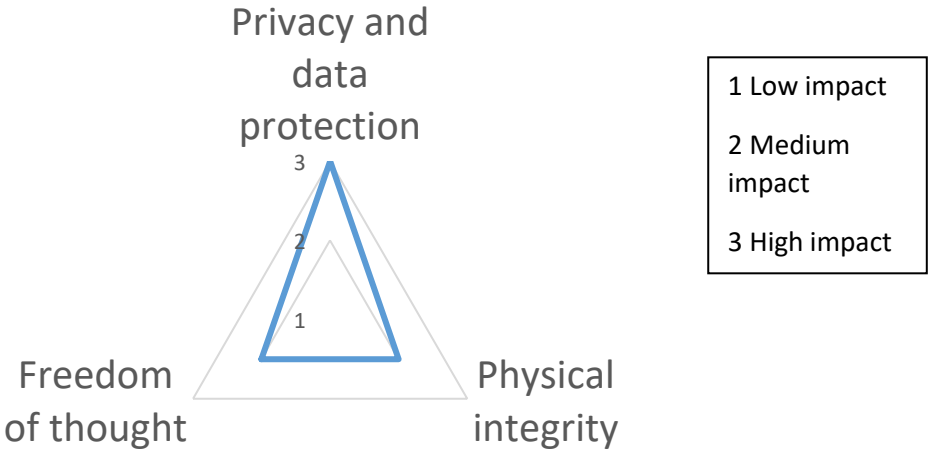 Privacy and
data
protection
3
2
1
Freedom
of thought
Physical
integrity
1 Low impact
2 Medium
impact
3 High impact